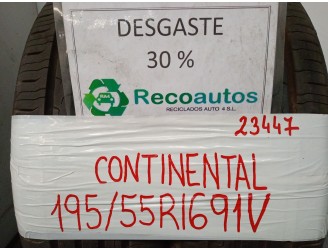 DESGASTE
30 %
Recoautos
RECICLADOS AUTO 4 S.L.
23447
CONTINENTAL
195/55R1691V